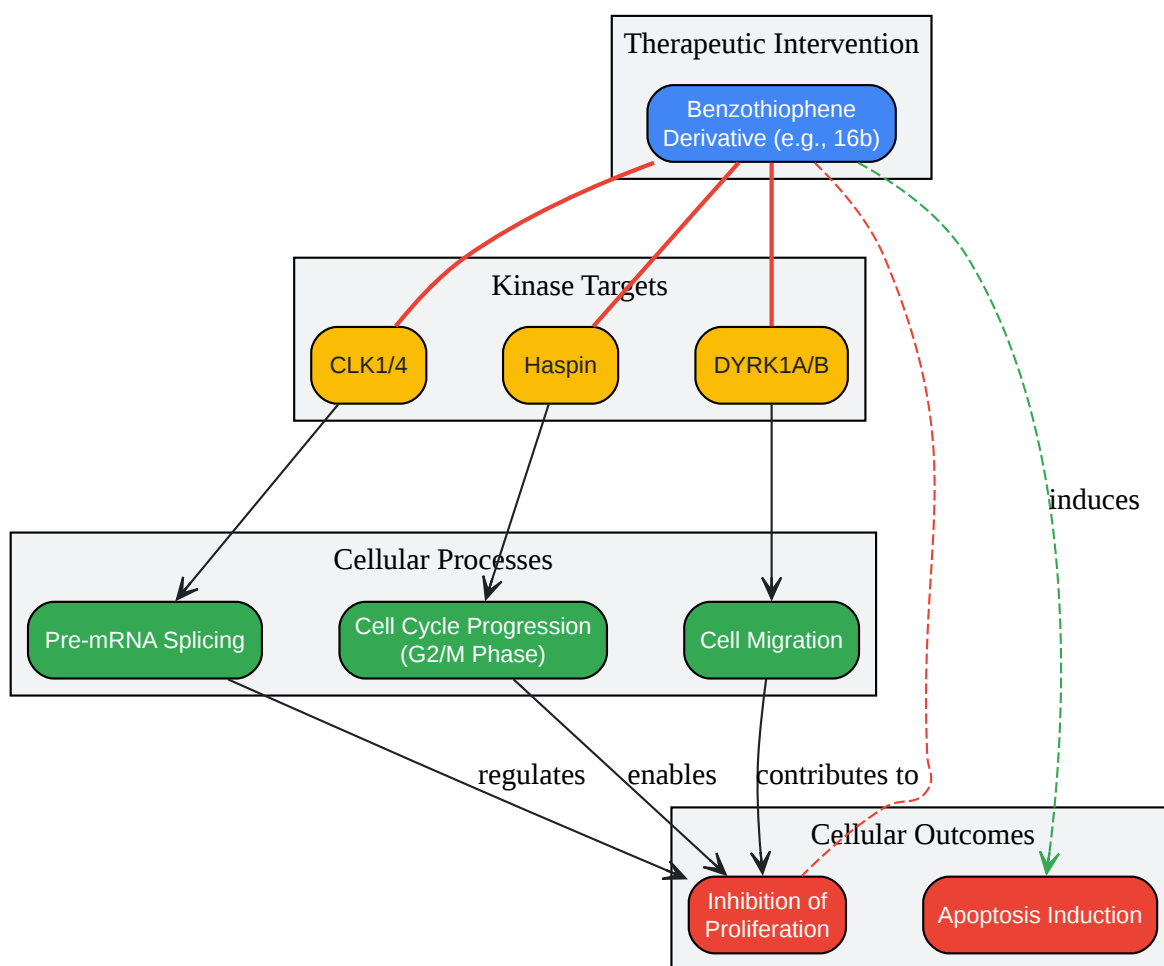 Therapeutic Intervention
Benzothiophene
Derivative (e.g., 16b)
Kinase Targets
CLK1/4
Haspin
DYRK1A/B
induces
Cellular Processes
Pre-mRNA Splicing
Cell Cycle Progression
(G2/M Phase)
Cell Migration
regulates
enables
contributes to
Cellular Outcomes
Inhibition of
Proliferation
Apoptosis Induction